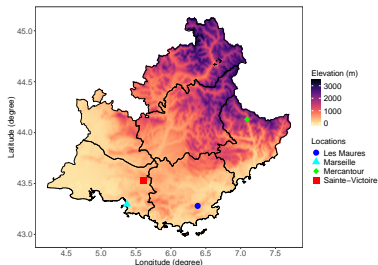 45.0
44.5
44.0
43.5
43.0
Latitude (degree)
4.5 5.0 5.5 6.0 6.5 7.0 7.5
Longitude (degree)
Elevation (m)
3000
2000
1000
0
Locations
Les Maures
Marseille
Mercantour
Sainte−Victoire